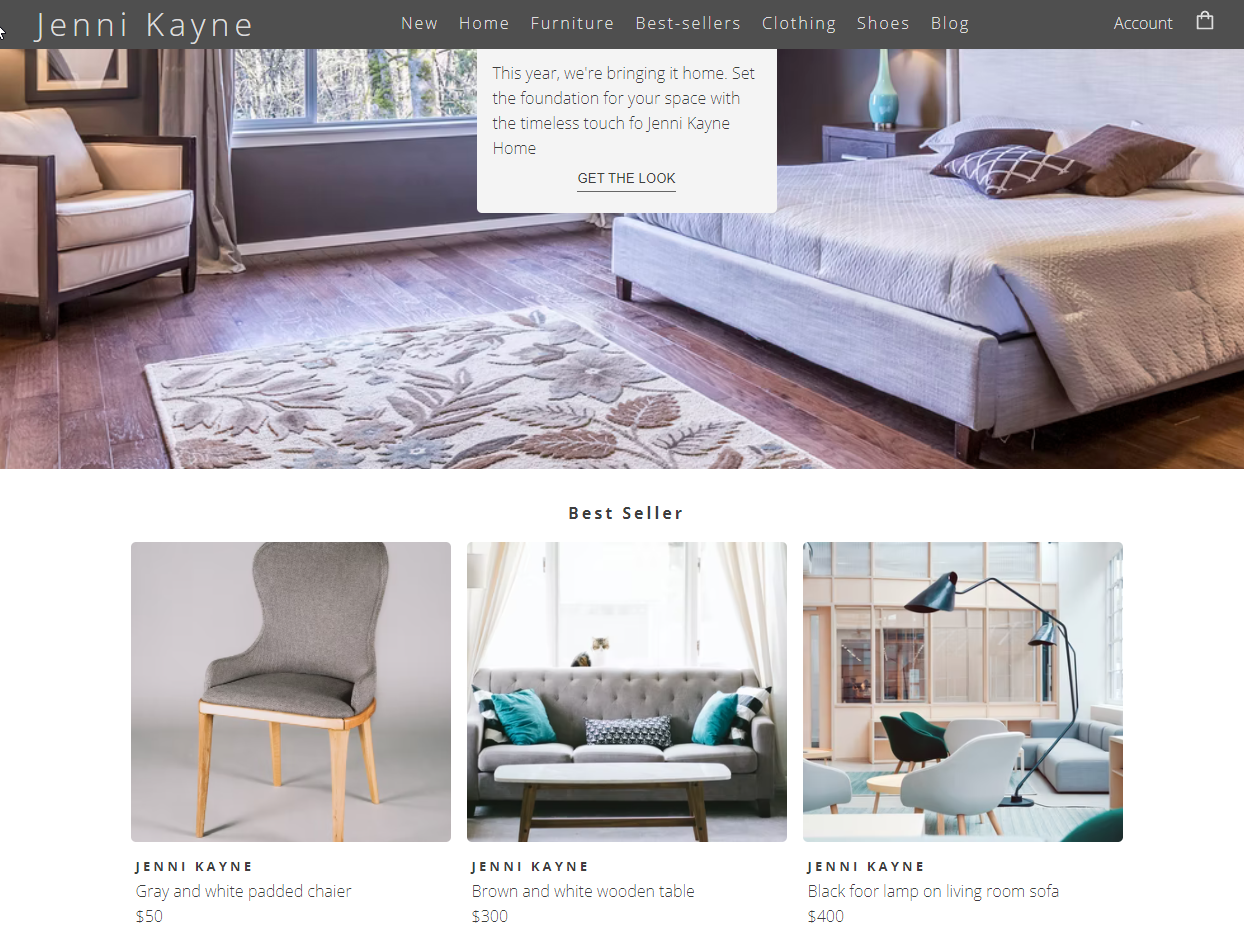 Jenni Kayne
New Home Furniture Best-sellers Clothing Shoes Blog
Account
This year, we're bringing it home. Set
the foundation for your space with
the timeless touch fo Jenni Kayne
Home
GET THE LOOK
Best Seller
JENNI KAYNE
Gray and white padded chaier
$50
JENNI KAYNE
Brown and white wooden table
$300
JENNI KAYNE
Black foor lamp on living room sofa
$400